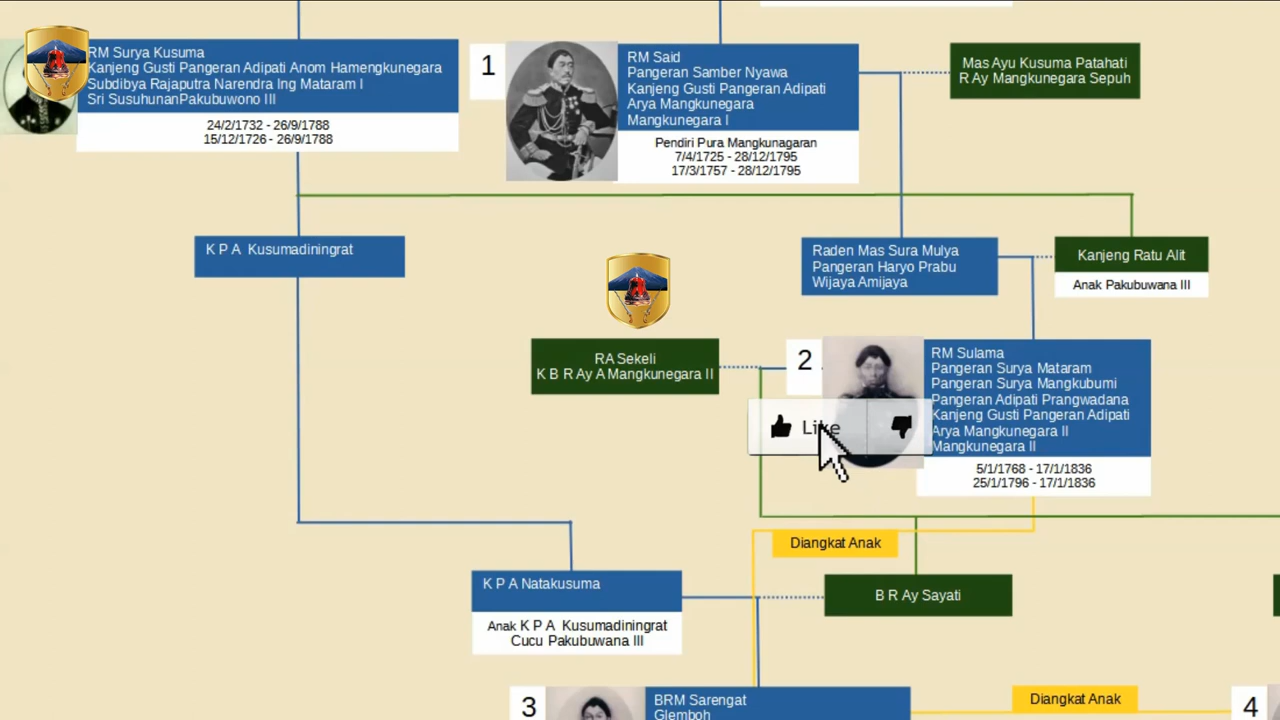 RM Surya Kusuma
Kanjeng Gusti Pangeran Adipati Anom Hamengkunegara
Subdibya Rajaputra Narendra Ing Mataram I
Sri SusuhunanPakubuwono III
24/2/1732 - 26/9/1788
15/12/1726 - 26/9/1788
1
RM Said
Pangeran Samber Nyawa
Kanjeng Gusti Pangeran Adipati
Arya Mangkunegara
Mangkunegara I
Pendiri Pura Mangkunagaran
7/4/1725 - 28/12/1795
17/3/1757 - 28/12/1795
Mas Ayu Kusuma Patahati
R Ay Mangkunegara Sepuh
K P A Kusumadiningrat
Raden Mas Sura Mulya
Pangeran Haryo Prabu
Wijaya Amijaya
Kanjeng Ratu Alit
Anak Pakubuwana III
RA Sekeli
K B R Ay A Mangkunegara II
2
RM Sulama
Pangeran Surya Mataram
Pangeran Surya Mangkubumi
Pangeran Adipati Prangwadana
Kanjeng Gusti Pangeran Adipati
Arya Mangkunegara II
Mangkunegara II
5/1/1768 - 17/1/1836
25/1/1796 - 17/1/1836
Like
Diangkat Anak
K P A Natakusuma
Anak K P A Kusumadiningrat
Cucu Pakubuwana III
B R Ay Sayati
3
BRM Sarengat
Glemboh
Diangkat Anak
4